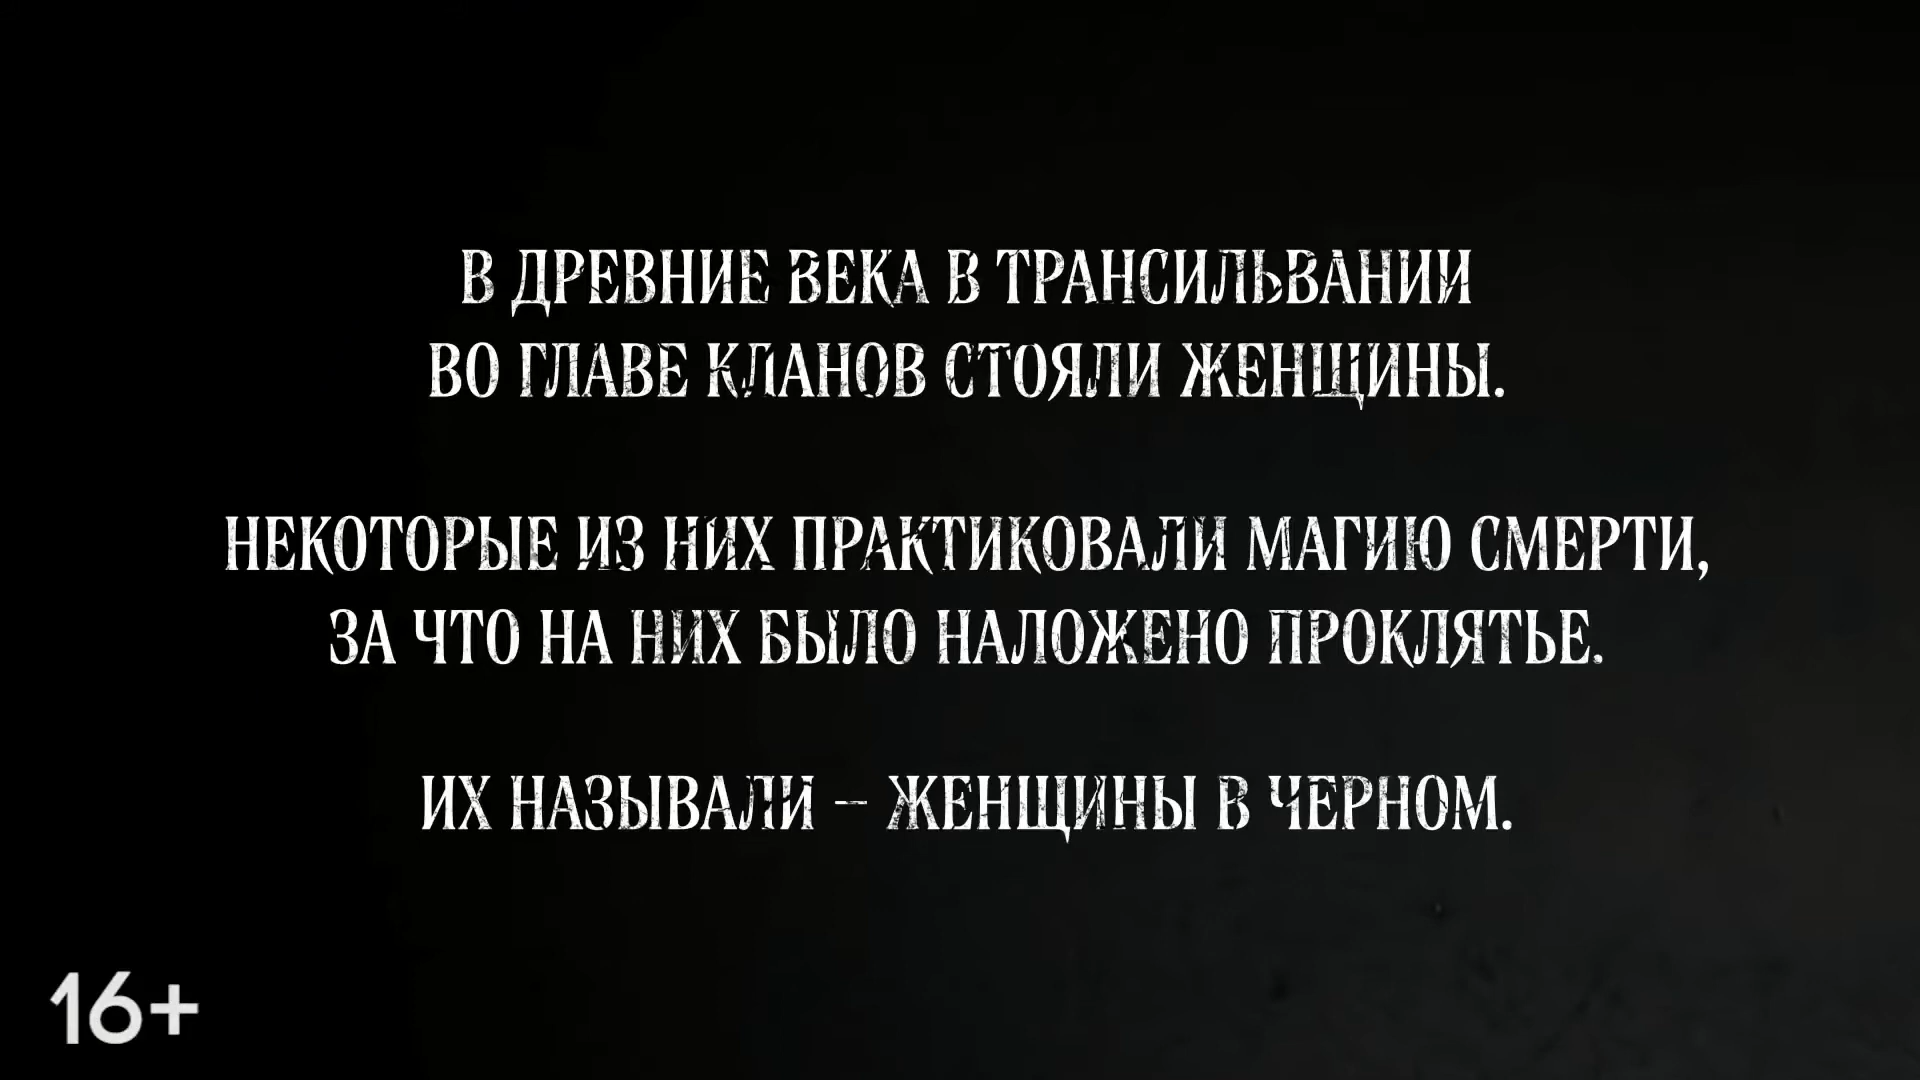 В ДРЕВНИЕ ВЕКА В ТРАНСИЛЬВАНИИ
ВО ГЛАВЕ КЛАНОВ СТОЯЛИ ЖЕНЩИНЫ.
НЕКОТОРЫЕ ИЗ НИХ ПРАКТИКОВАЛИ МАГИЮ СМЕРТИ,
ЗА ЧТО НА НИХ БЫЛО НАЛОЖЕНО ПРОКЛЯТЬЕ.
ИХ НАЗЫВАЛИ – ЖЕНЩИНЫ В ЧЕРНОМ.
16+